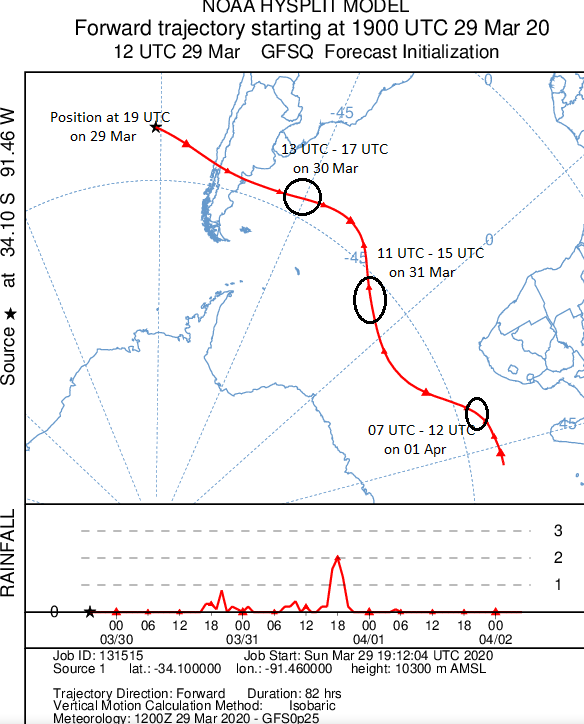 NOAA HYSPLIT MODEL
Forward trajectory starting at 1900 UTC 29 Mar 20
12 UTC 29 Mar GFSQ Forecast Initialization
Source ★ at 34.10 S 91.46 W
Position at 19 UTC
on 29 Mar
-45
0
13 UTC - 17 UTC
on 30 Mar
-45
11 UTC - 15 UTC
on 31 Mar
0
07 UTC - 12 UTC
on 01 Apr
-45
RAINFALL
3
2
1
0
00 06 12 18 00 06 12 18 00 06 12 18 00
03/30 03/31 04/01 04/02
Job ID: 131515 Job Start: Sun Mar 29 19:12:04 UTC 2020
Source 1 lat.: -34.100000 lon.: -91.460000 height: 10300 m AMSL
Trajectory Direction: Forward Duration: 82 hrs
Vertical Motion Calculation Method: Isobaric
Meteorology: 1200Z 29 Mar 2020 - GFS0p25